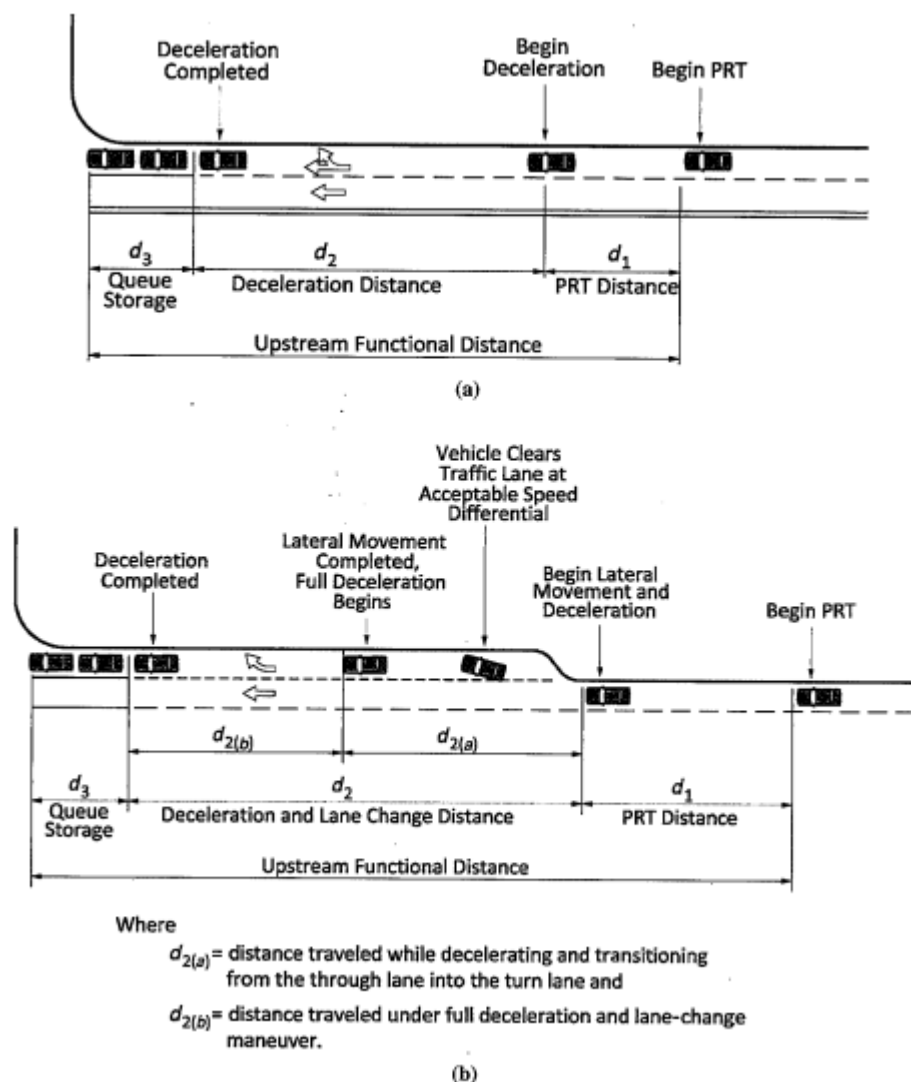 (a)
Deceleration
Completed
Begin
Deceleration
Begin PRT
d3
Queue
Storage
d2
Deceleration Distance
d1
PRT Distance
Upstream Functional Distance
(a)
Vehicle Clears
Traffic Lane at
Acceptable Speed
Differential
Lateral Movement
Completed,
Full Deceleration
Begins
Deceleration
Completed
Begin Lateral
Movement and
Deceleration
Begin PRT
d2(b)
d2(a)
d3
Queue
Storage
d2
Deceleration and Lane Change Distance
d1
PRT Distance
Upstream Functional Distance
Where
d2(a)= distance traveled while decelerating and transitioning
from the through lane into the turn lane and
d2(b)= distance traveled under full deceleration and lane-change
maneuver.
(b)